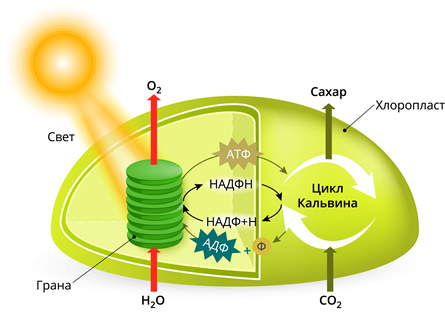 O2
Сахар
Хлоропласт
Свет
АТФ
НАДФН
Цикл
Кальвина
НАДФ+Н
АДФ + Ф
Грана
H2O
CO2